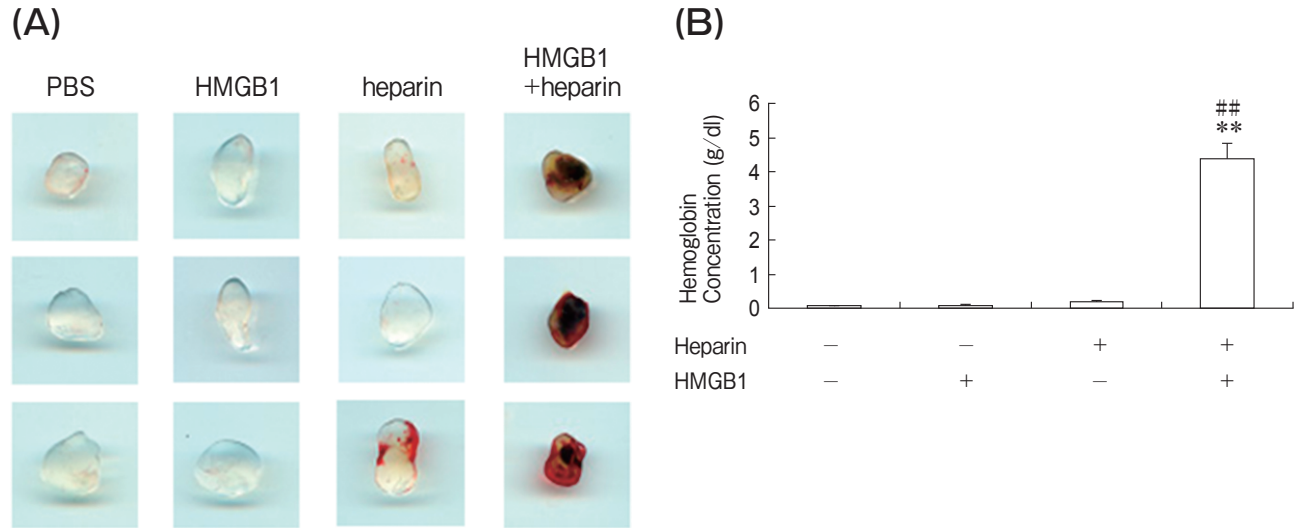 (A)
PBS
HMGB1
heparin
HMGB1
+heparin
(B)
Hemoglobin
Concentration (g/dl)
6
5
4
3
2
1
0
##
**
Heparin − − + +
HMGB1 − + − +